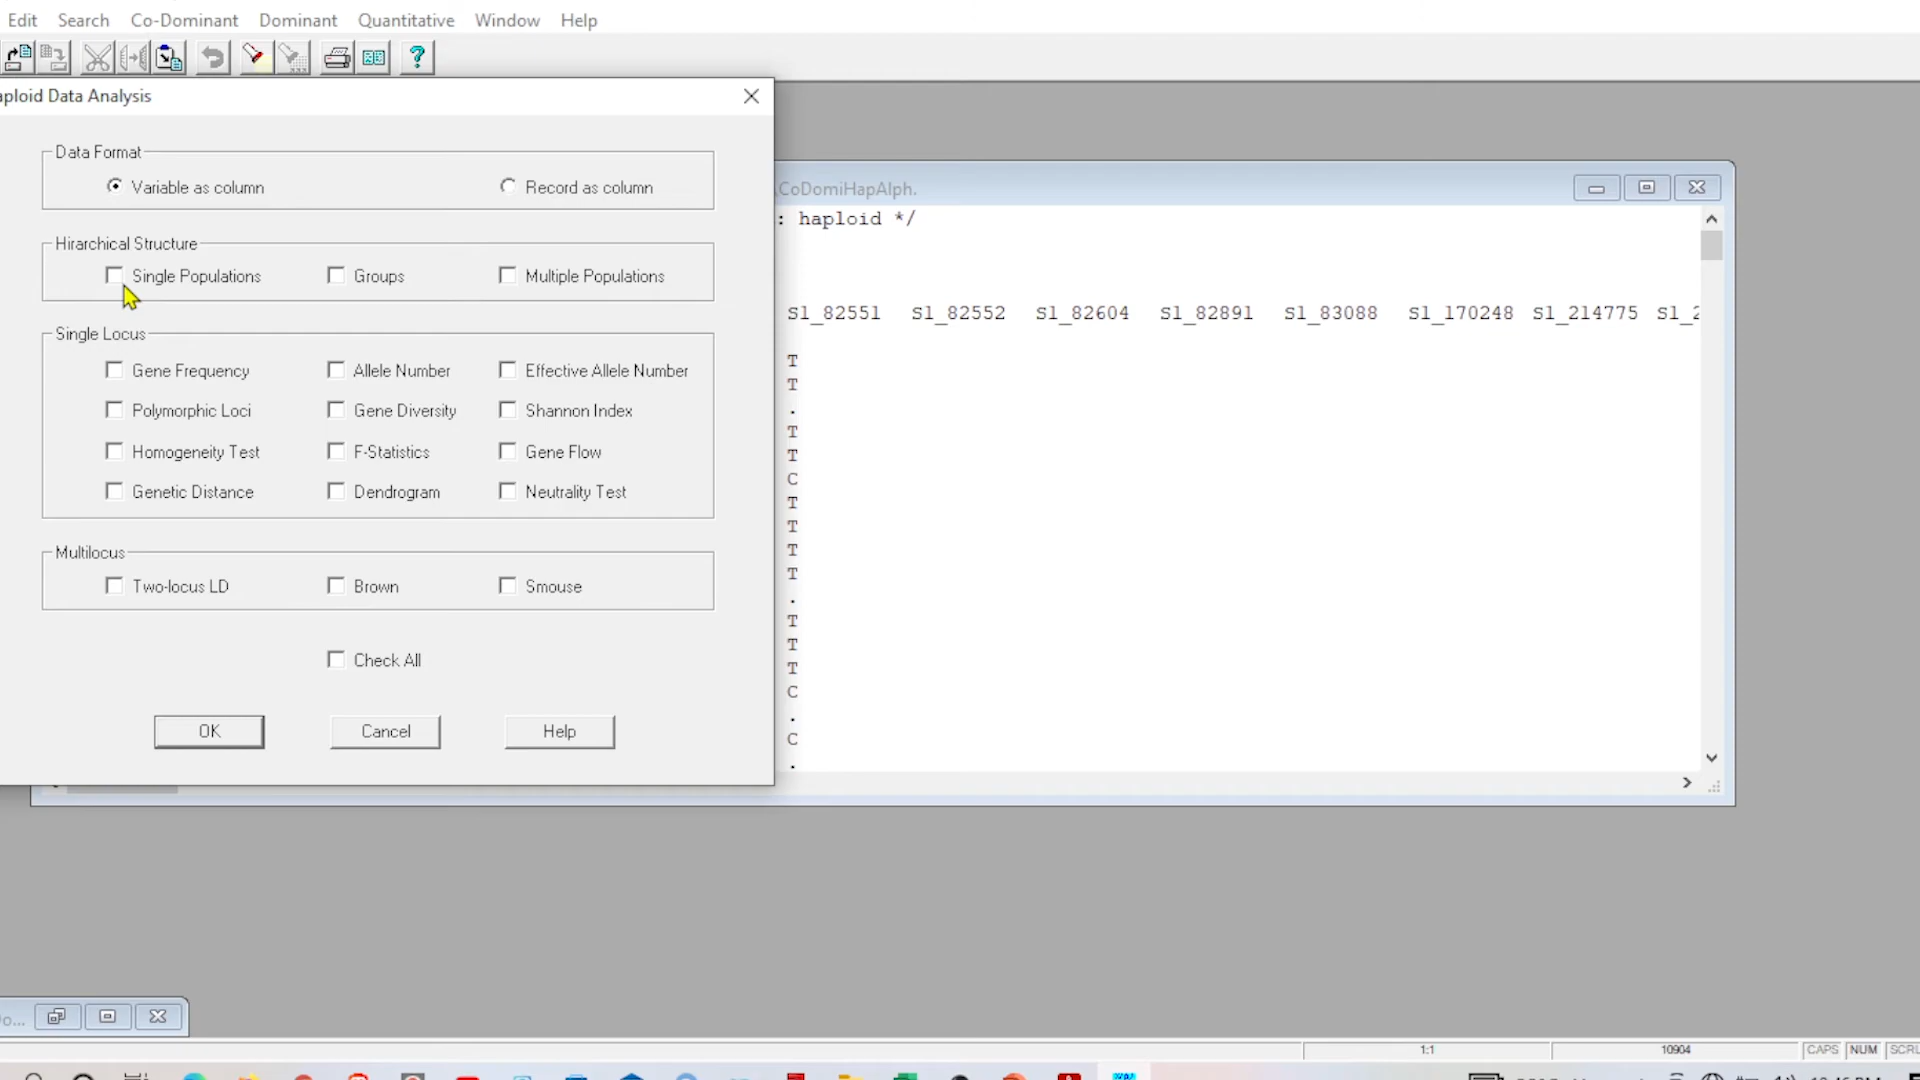 Edit Search Co-Dominant Dominant Quantitative Window Help
aploid Data Analysis
Data Format
Variable as column Record as column
Hirarchical Structure
Single Populations Groups Multiple Populations
Single Locus
Gene Frequency Allele Number Effective Allele Number
Polymorphic Loci Gene Diversity Shannon Index
Homogeneity Test F-Statistics Gene Flow
Genetic Distance Dendrogram Neutrality Test
Multilocus
Two-locus LD Brown Smouse
Check All
OK Cancel Help
CoDomiHapAlph.
: haploid */
S1_82551 S1_82552 S1_82604 S1_82891 S1_83088 S1_170248 S1_214775 S1_2
T
T
.
T
T
C
T
T
T
T
.
T
T
T
C
.
C
.
1:1 10904 CAPS NUM SCRL